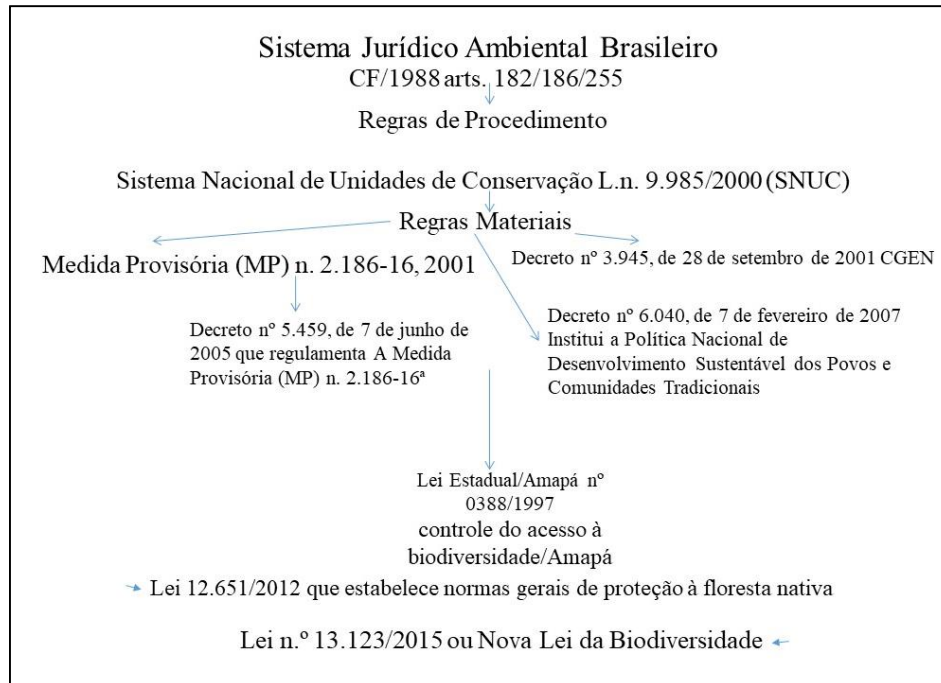 Sistema Jurídico Ambiental Brasileiro
CF/1988 arts. 182/186/255
Regras de Procedimento
Sistema Nacional de Unidades de Conservação L.n. 9.985/2000 (SNUC)
Regras Materiais
Medida Provisória (MP) n. 2.186-16, 2001
Decreto nº 3.945, de 28 de setembro de 2001 CGEN
Decreto nº 5.459, de 7 de junho de
2005 que regulamenta A Medida
Provisória (MP) n. 2.186-16ª
Decreto nº 6.040, de 7 de fevereiro de 2007
Institui a Política Nacional de
Desenvolvimento Sustentável dos Povos e
Comunidades Tradicionais
Lei Estadual/Amapá nº
0388/1997
controle do acesso à
biodiversidade/Amapá
Lei 12.651/2012 que estabelece normas gerais de proteção à floresta nativa
Lei n.º 13.123/2015 ou Nova Lei da Biodiversidade